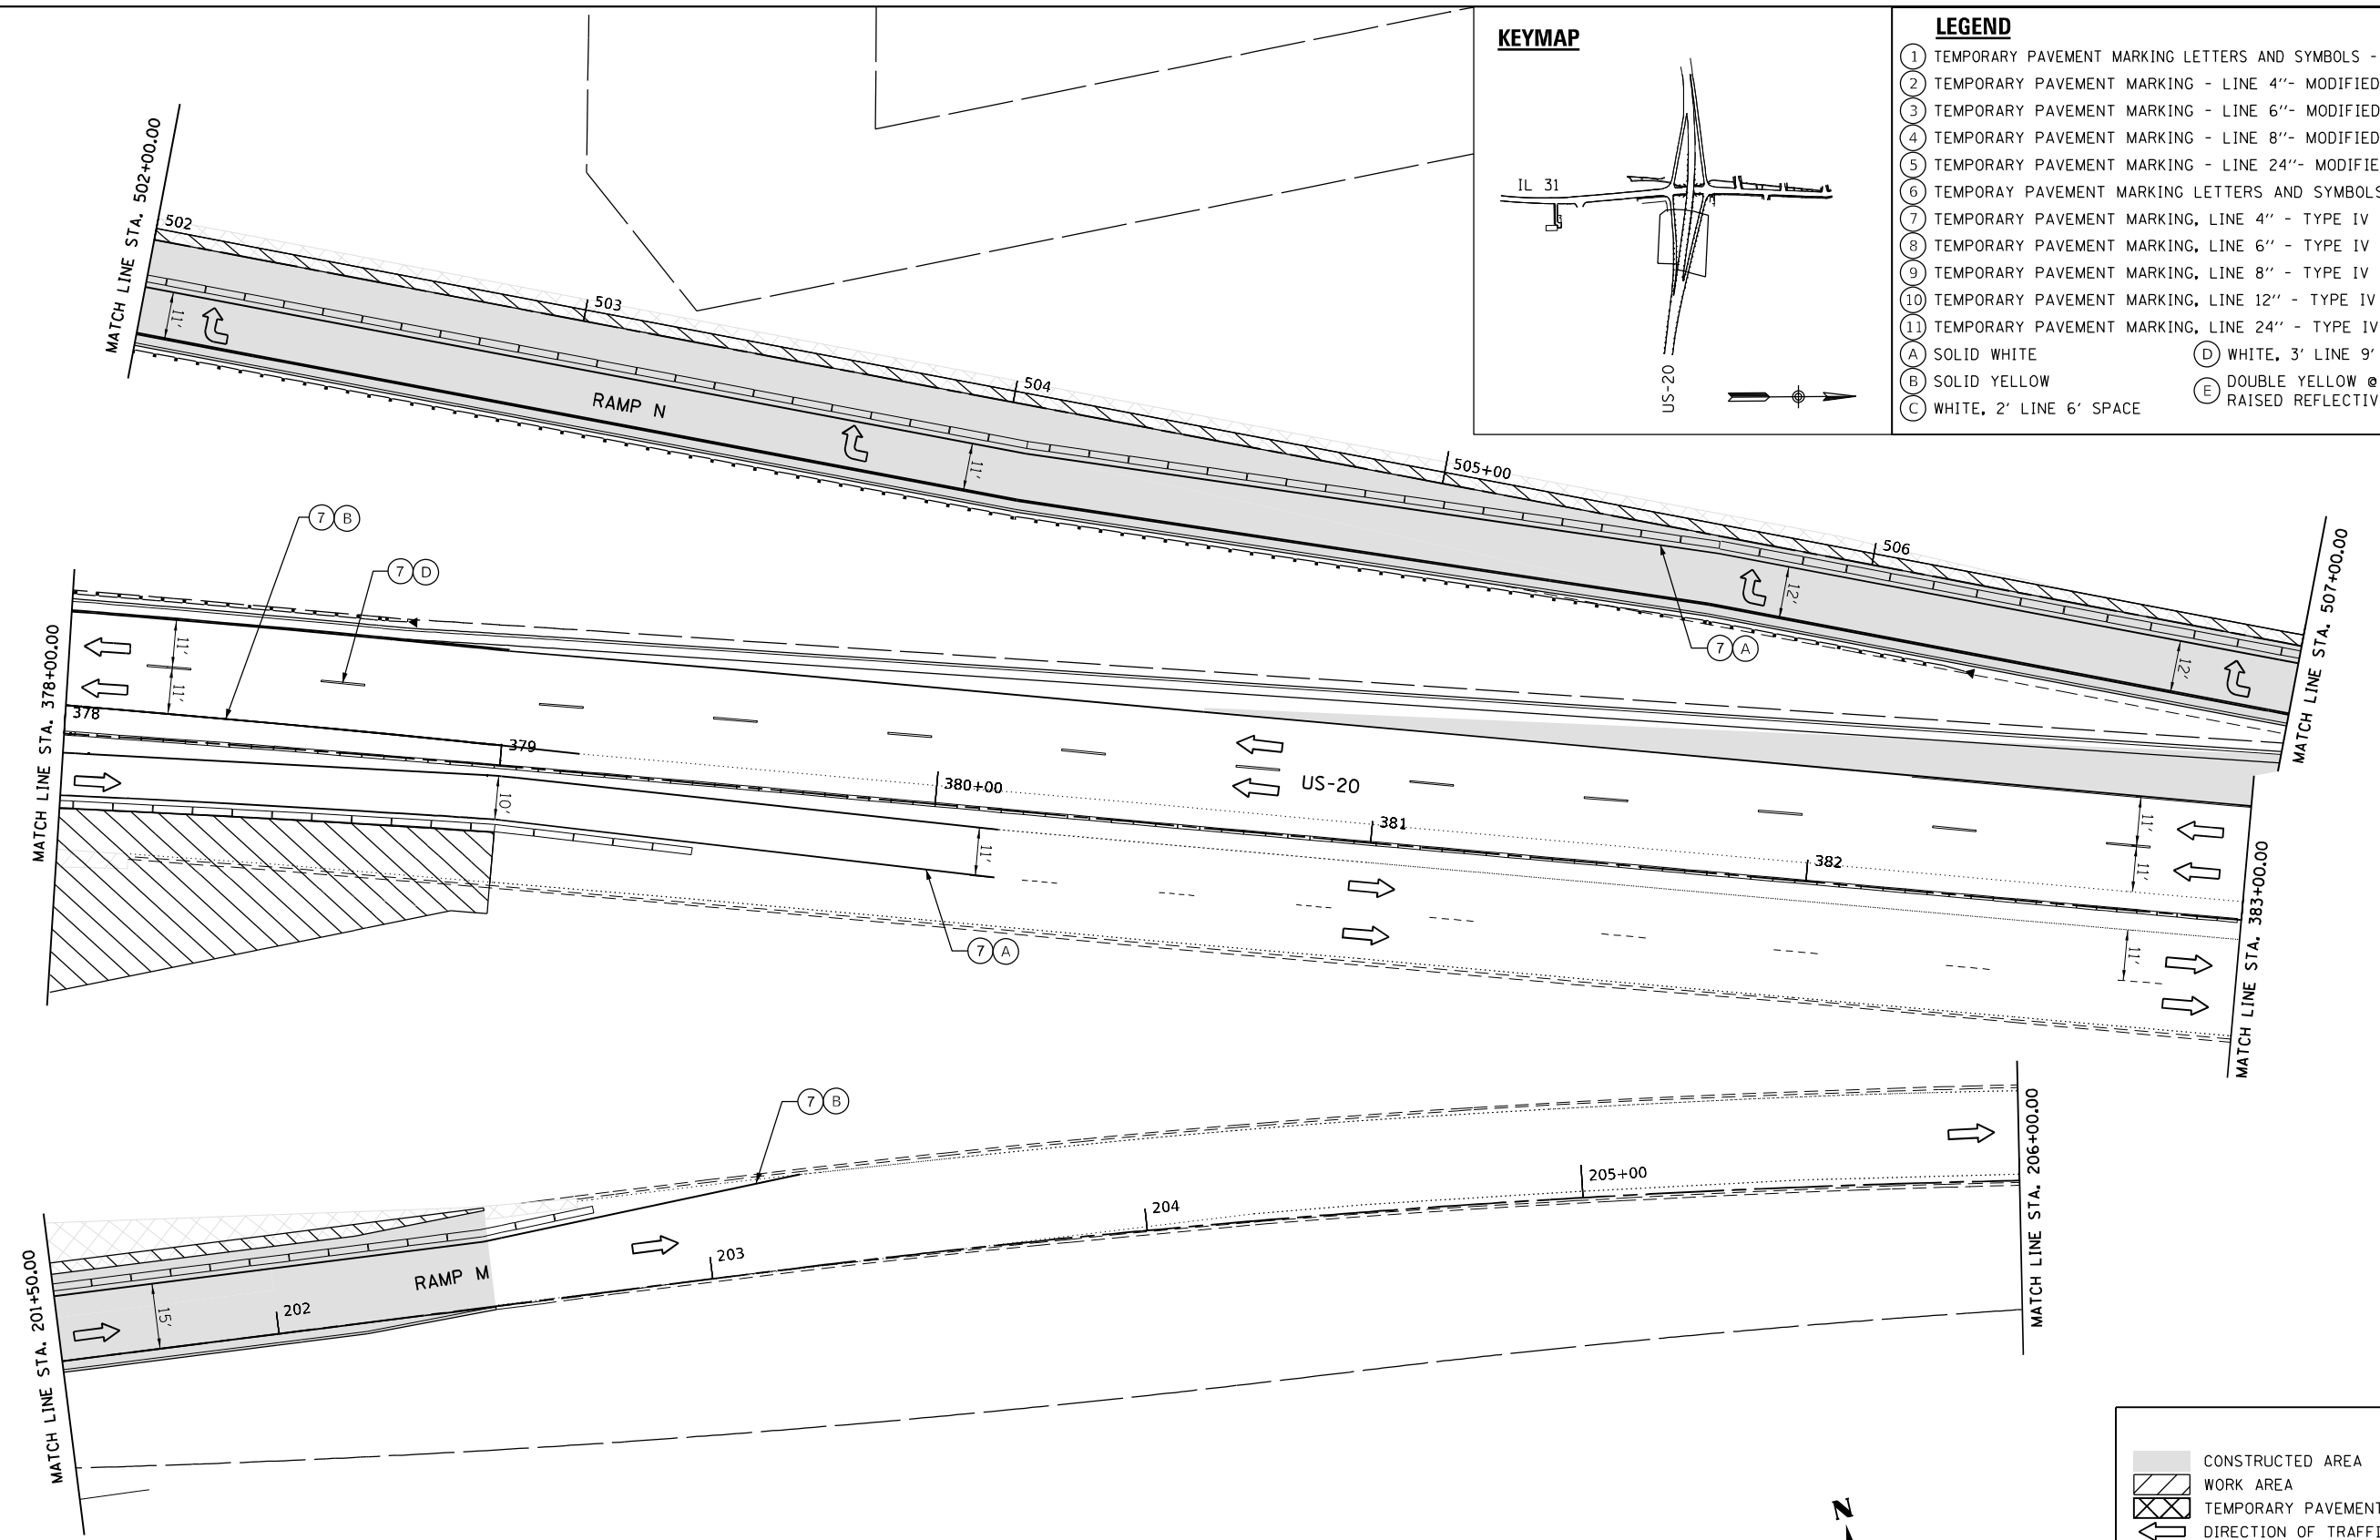 KEYMAP
IL 31
US-20
LEGEND
1 TEMPORARY PAVEMENT MARKING LETTERS AND SYMBOLS -
2 TEMPORARY PAVEMENT MARKING - LINE 4''- MODIFIED
3 TEMPORARY PAVEMENT MARKING - LINE 6''- MODIFIED
4 TEMPORARY PAVEMENT MARKING - LINE 8''- MODIFIED
5 TEMPORARY PAVEMENT MARKING - LINE 24''- MODIFIE
6 TEMPORAY PAVEMENT MARKING LETTERS AND SYMBOLS
7 TEMPORARY PAVEMENT MARKING, LINE 4'' - TYPE IV
8 TEMPORARY PAVEMENT MARKING, LINE 6'' - TYPE IV
9 TEMPORARY PAVEMENT MARKING, LINE 8'' - TYPE IV
10 TEMPORARY PAVEMENT MARKING, LINE 12'' - TYPE IV
11 TEMPORARY PAVEMENT MARKING, LINE 24'' - TYPE IV
A SOLID WHITE
B SOLID YELLOW
C WHITE, 2' LINE 6' SPACE
D WHITE, 3' LINE 9'
E DOUBLE YELLOW @
RAISED REFLECTIV
MATCH LINE STA. 502+00.00
502
503
504
505+00
506
11'
RAMP N
11'
12'
12'
7 A
MATCH LINE STA. 507+00.00
7 B
7 D
MATCH LINE STA. 378+00.00
11'
11'
378
379
380+00
381
382
US-20
10'
11'
11'
11'
11'
7 A
MATCH LINE STA. 383+00.00
7 B
MATCH LINE STA. 201+50.00
15'
RAMP M
202
203
204
205+00
MATCH LINE STA. 206+00.00
N
CONSTRUCTED AREA
WORK AREA
TEMPORARY PAVEMENT
DIRECTION OF TRAFFI